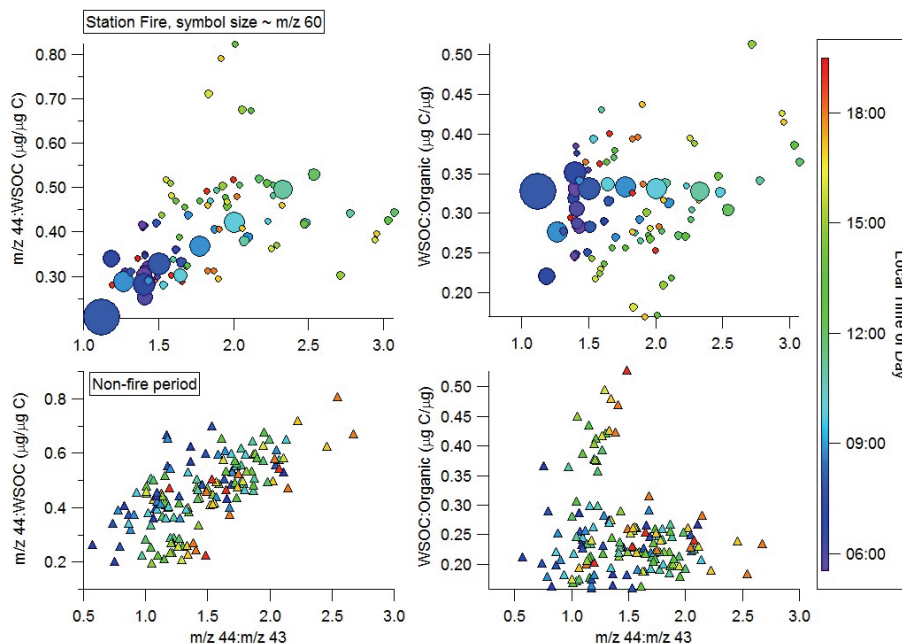 Station Fire, symbol size ~ m/z 60
m/z 44:WSOC (µg/µg C)
0.80
0.70
0.60
0.50
0.40
0.30
1.0 1.5 2.0 2.5 3.0
WSOC:Organic (µg C/µg)
0.50
0.45
0.40
0.35
0.30
0.25
0.20
1.0 1.5 2.0 2.5 3.0
Non-fire period
m/z 44:WSOC (µg/µg C)
0.8
0.6
0.4
0.2
0.5 1.0 1.5 2.0 2.5 3.0
m/z 44:m/z 43
WSOC:Organic (µg C/µg)
0.50
0.45
0.40
0.35
0.30
0.25
0.20
1.0 1.5 2.0 2.5 3.0
m/z 44:m/z 43
18:00
15:00
12:00
09:00
06:00
Local Time of Day